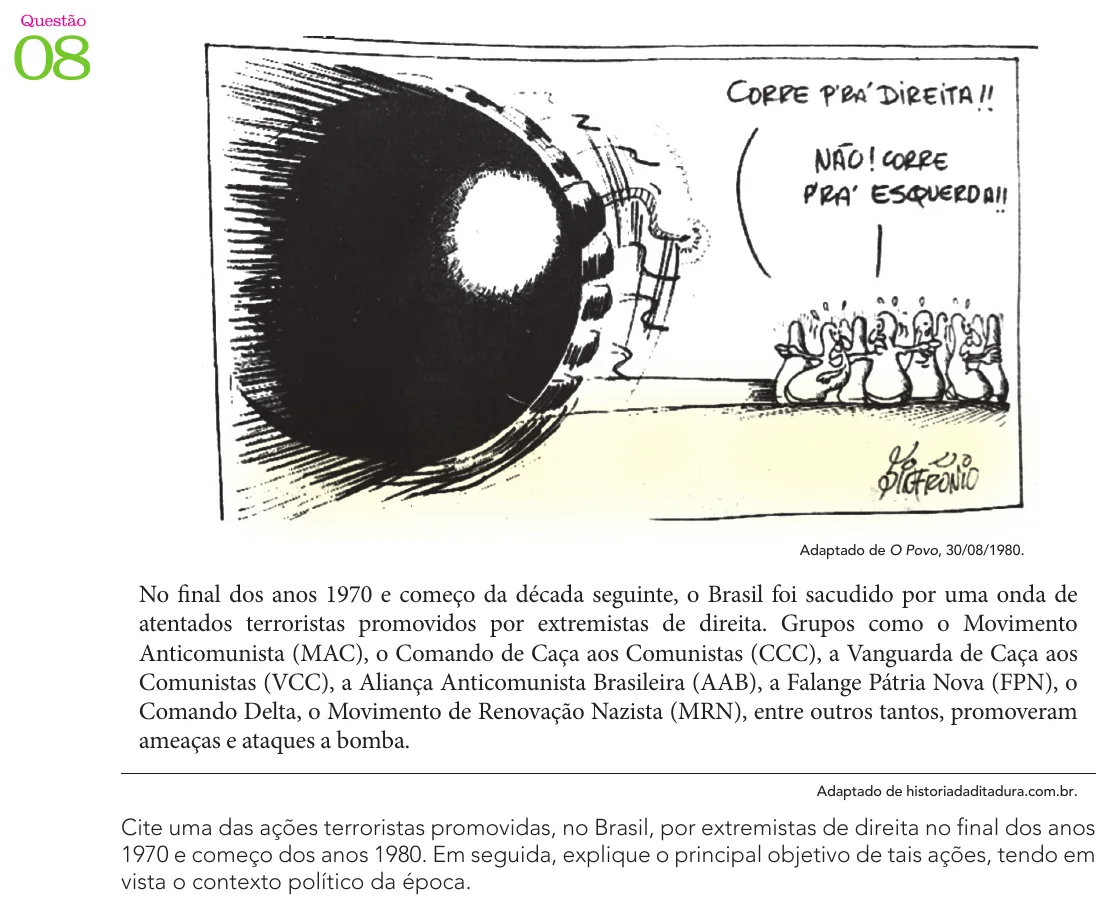 Questão
08
CORRE P'RA' DIREITA!!
NÃO! CORRE
P'RA' ESQUERDA!!
Adaptado de O Povo, 30/08/1980.
No final dos anos 1970 e começo da década seguinte, o Brasil foi sacudido por uma onda de
atentados terroristas promovidos por extremistas de direita. Grupos como o Movimento
Anticomunista (MAC), o Comando de Caça aos Comunistas (CCC), a Vanguarda de Caça aos
Comunistas (VCC), a Aliança Anticomunista Brasileira (AAB), a Falange Pátria Nova (FPN), o
Comando Delta, o Movimento de Renovação Nazista (MRN), entre outros tantos, promoveram
ameaças e ataques a bomba.
Adaptado de historiadaditadura.com.br.
Cite uma das ações terroristas promovidas, no Brasil, por extremistas de direita no final dos anos
1970 e começo dos anos 1980. Em seguida, explique o principal objetivo de tais ações, tendo em
vista o contexto político da época.